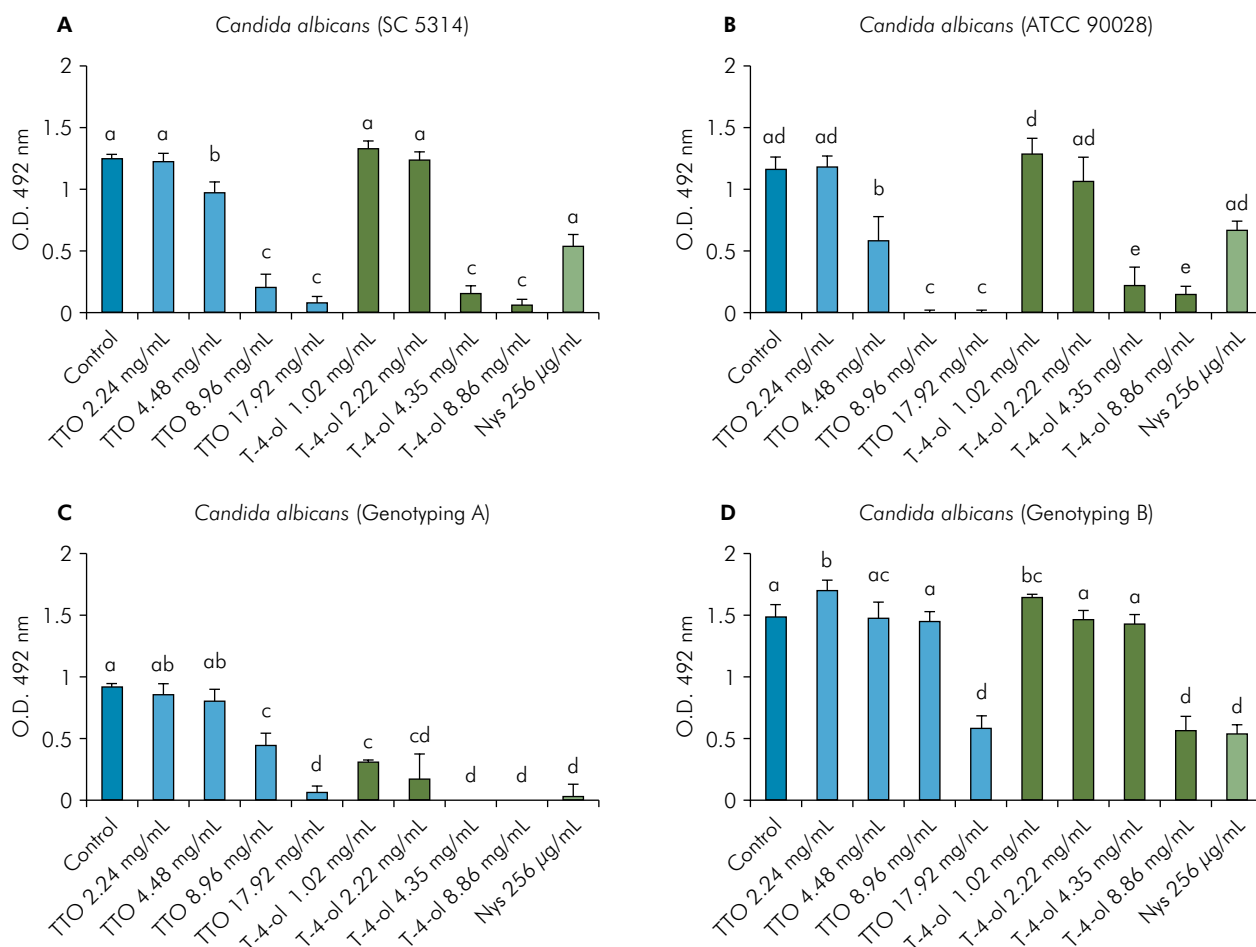 A Candida albicans (SC 5314)
O.D. 492 nm
2
1.5
1
0.5
0
a a b c c a a c c a
Control
TTO 2.24 mg/mL
TTO 4.48 mg/mL
TTO 8.96 mg/mL
TTO 17.92 mg/mL
T-4-ol 1.02 mg/mL
T-4-ol 2.22 mg/mL
T-4-ol 4.35 mg/mL
T-4-ol 8.86 mg/mL
Nys 256 µg/mL
B Candida albicans (ATCC 90028)
O.D. 492 nm
2
1.5
1
0.5
0
ad ad b c c d ad e e ad
Control
TTO 2.24 mg/mL
TTO 4.48 mg/mL
TTO 8.96 mg/mL
TTO 17.92 mg/mL
T-4-ol 1.02 mg/mL
T-4-ol 2.22 mg/mL
T-4-ol 4.35 mg/mL
T-4-ol 8.86 mg/mL
Nys 256 µg/mL
C Candida albicans (Genotyping A)
O.D. 492 nm
2
1.5
1
0.5
0
a ab ab c d c cd d d d
Control
TTO 2.24 mg/mL
TTO 4.48 mg/mL
TTO 8.96 mg/mL
TTO 17.92 mg/mL
T-4-ol 1.02 mg/mL
T-4-ol 2.22 mg/mL
T-4-ol 4.35 mg/mL
T-4-ol 8.86 mg/mL
Nys 256 µg/mL
D Candida albicans (Genotyping B)
O.D. 492 nm
2
1.5
1
0.5
0
a b ac a d bc a a d d
Control
TTO 2.24 mg/mL
TTO 4.48 mg/mL
TTO 8.96 mg/mL
TTO 17.92 mg/mL
T-4-ol 1.02 mg/mL
T-4-ol 2.22 mg/mL
T-4-ol 4.35 mg/mL
T-4-ol 8.86 mg/mL
Nys 256 µg/mL